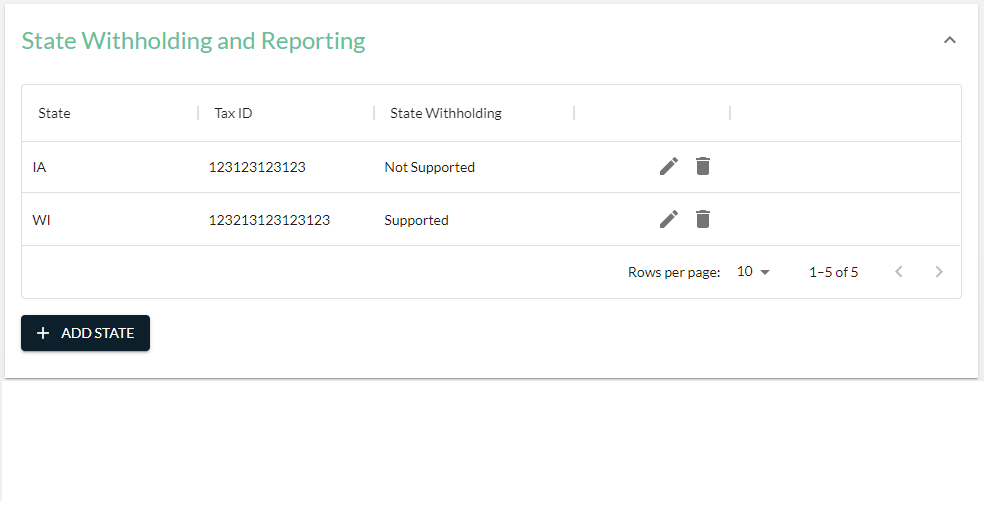 State Withholding and Reporting
State Tax ID State Withholding
IA 123123123123 Not Supported
WI 123213123123123 Supported
Rows per page: 10 1–5 of 5
ADD STATE